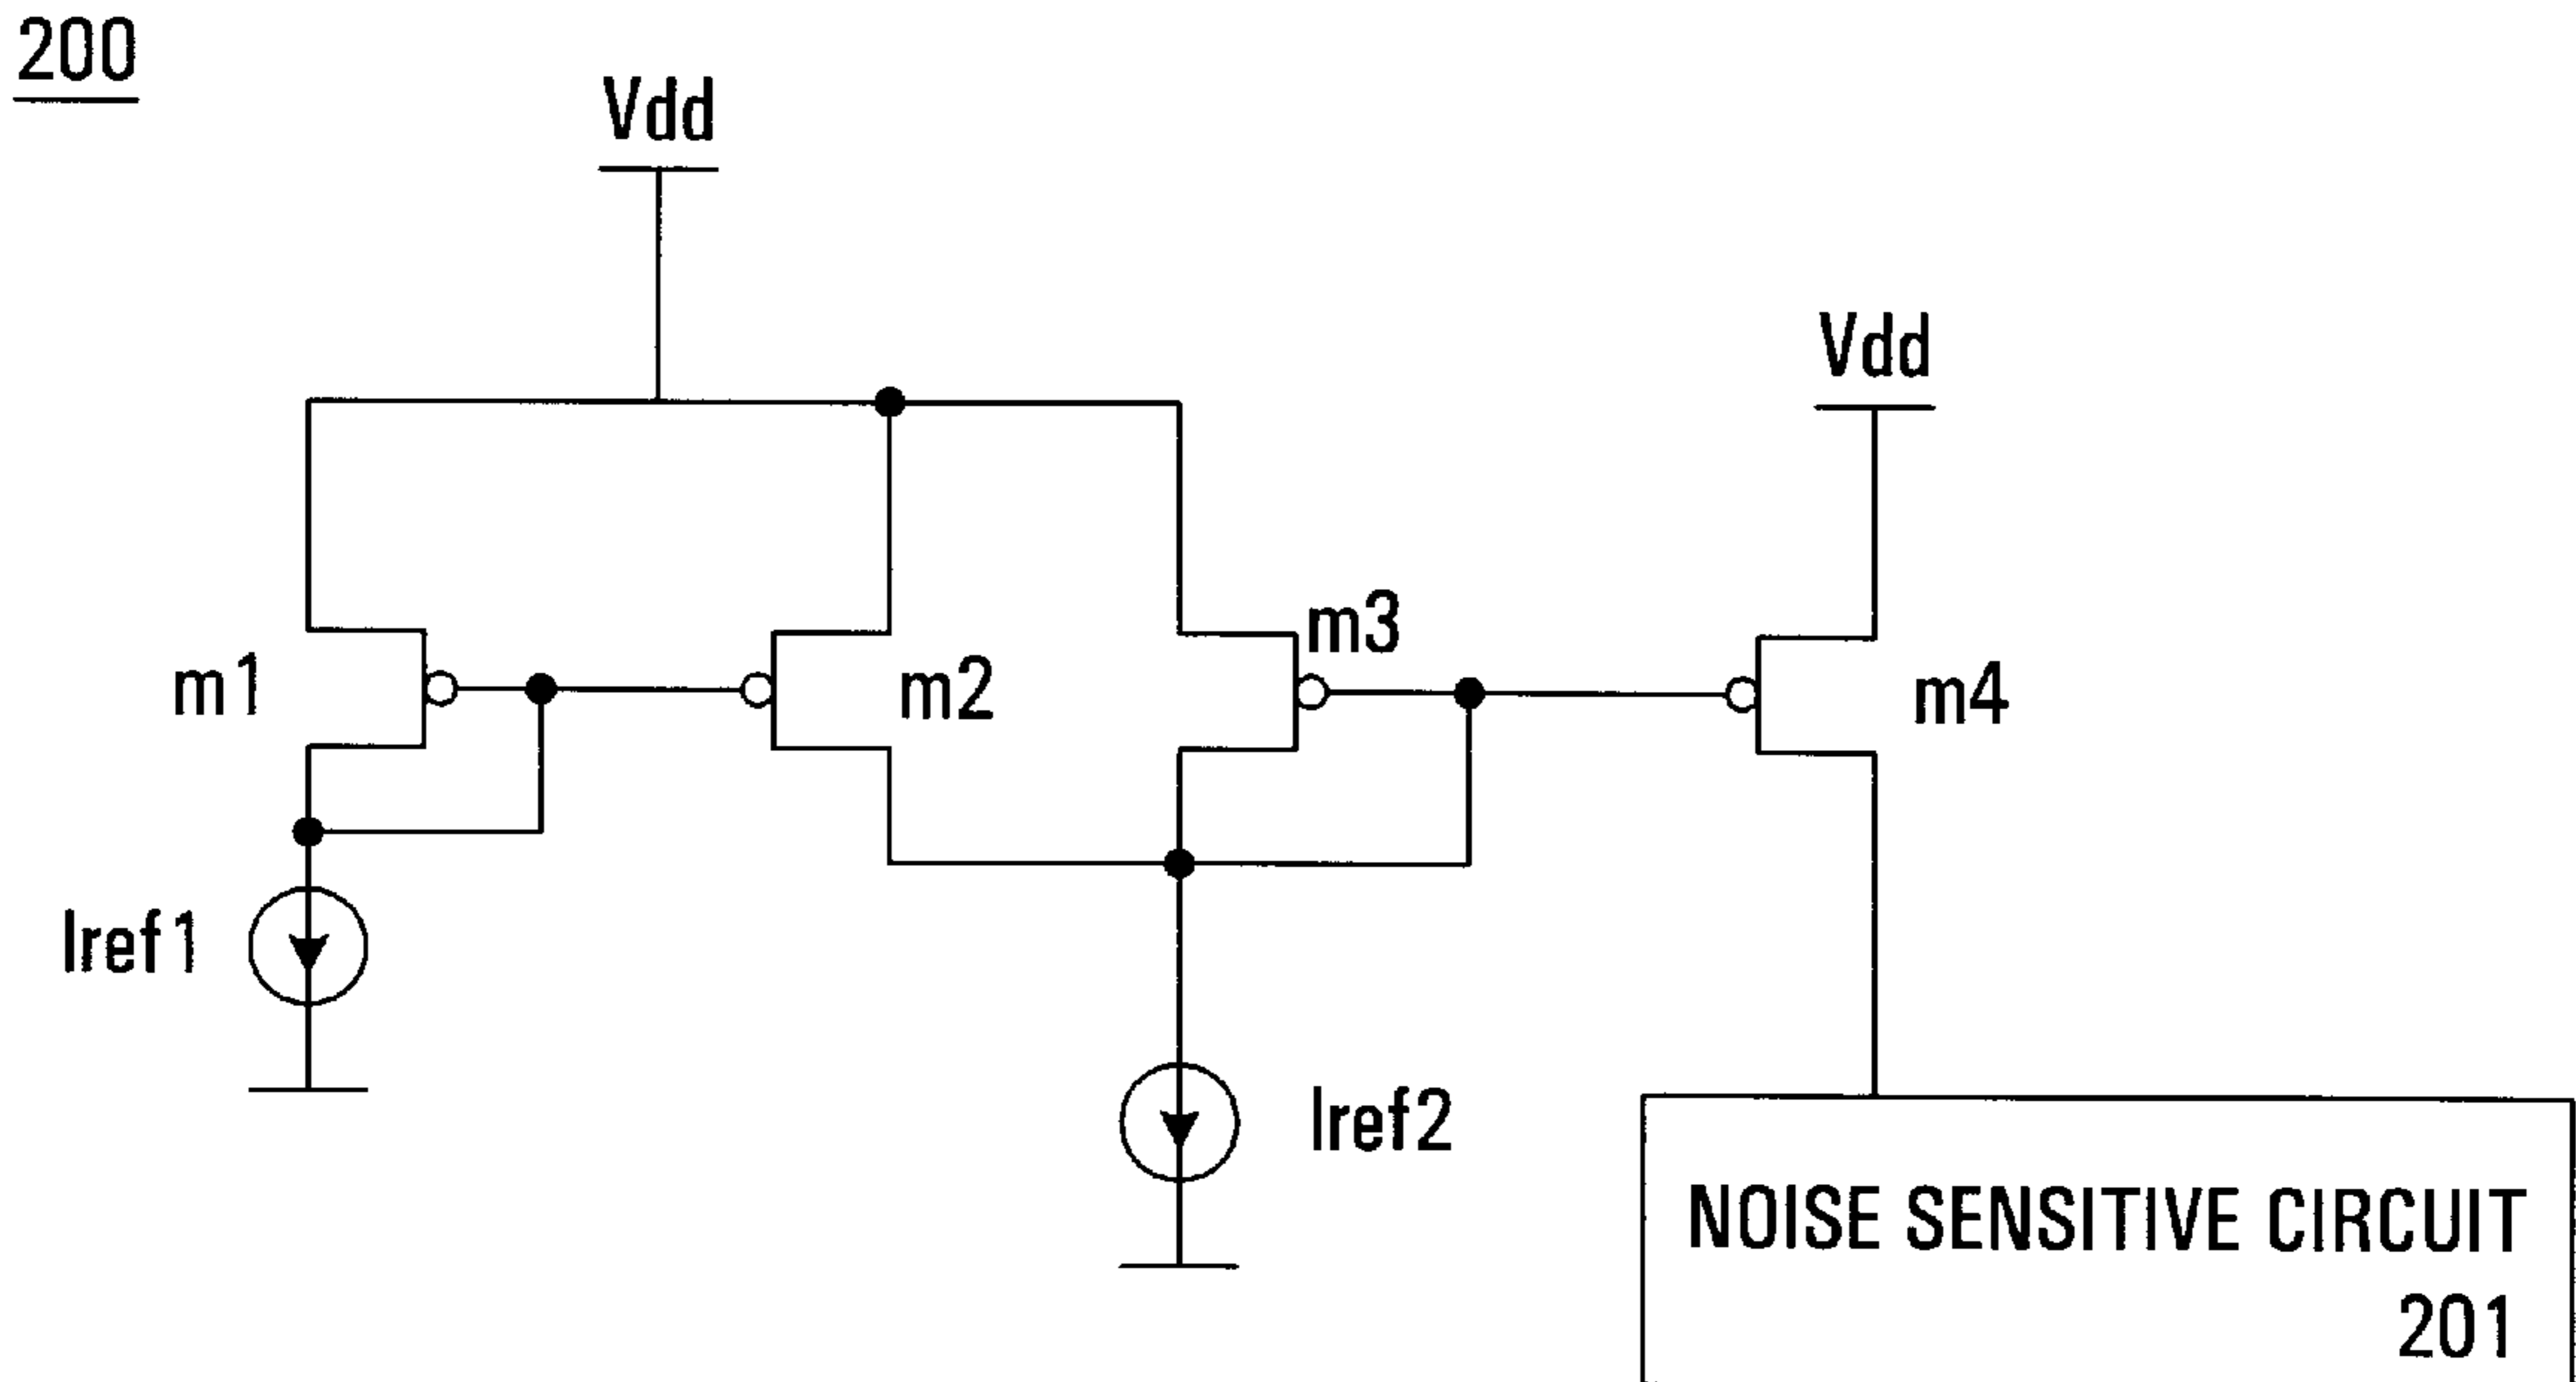 200
Vdd
Vdd
m1
m2
m3
m4
Iref1
Iref2
NOISE SENSITIVE CIRCUIT
201